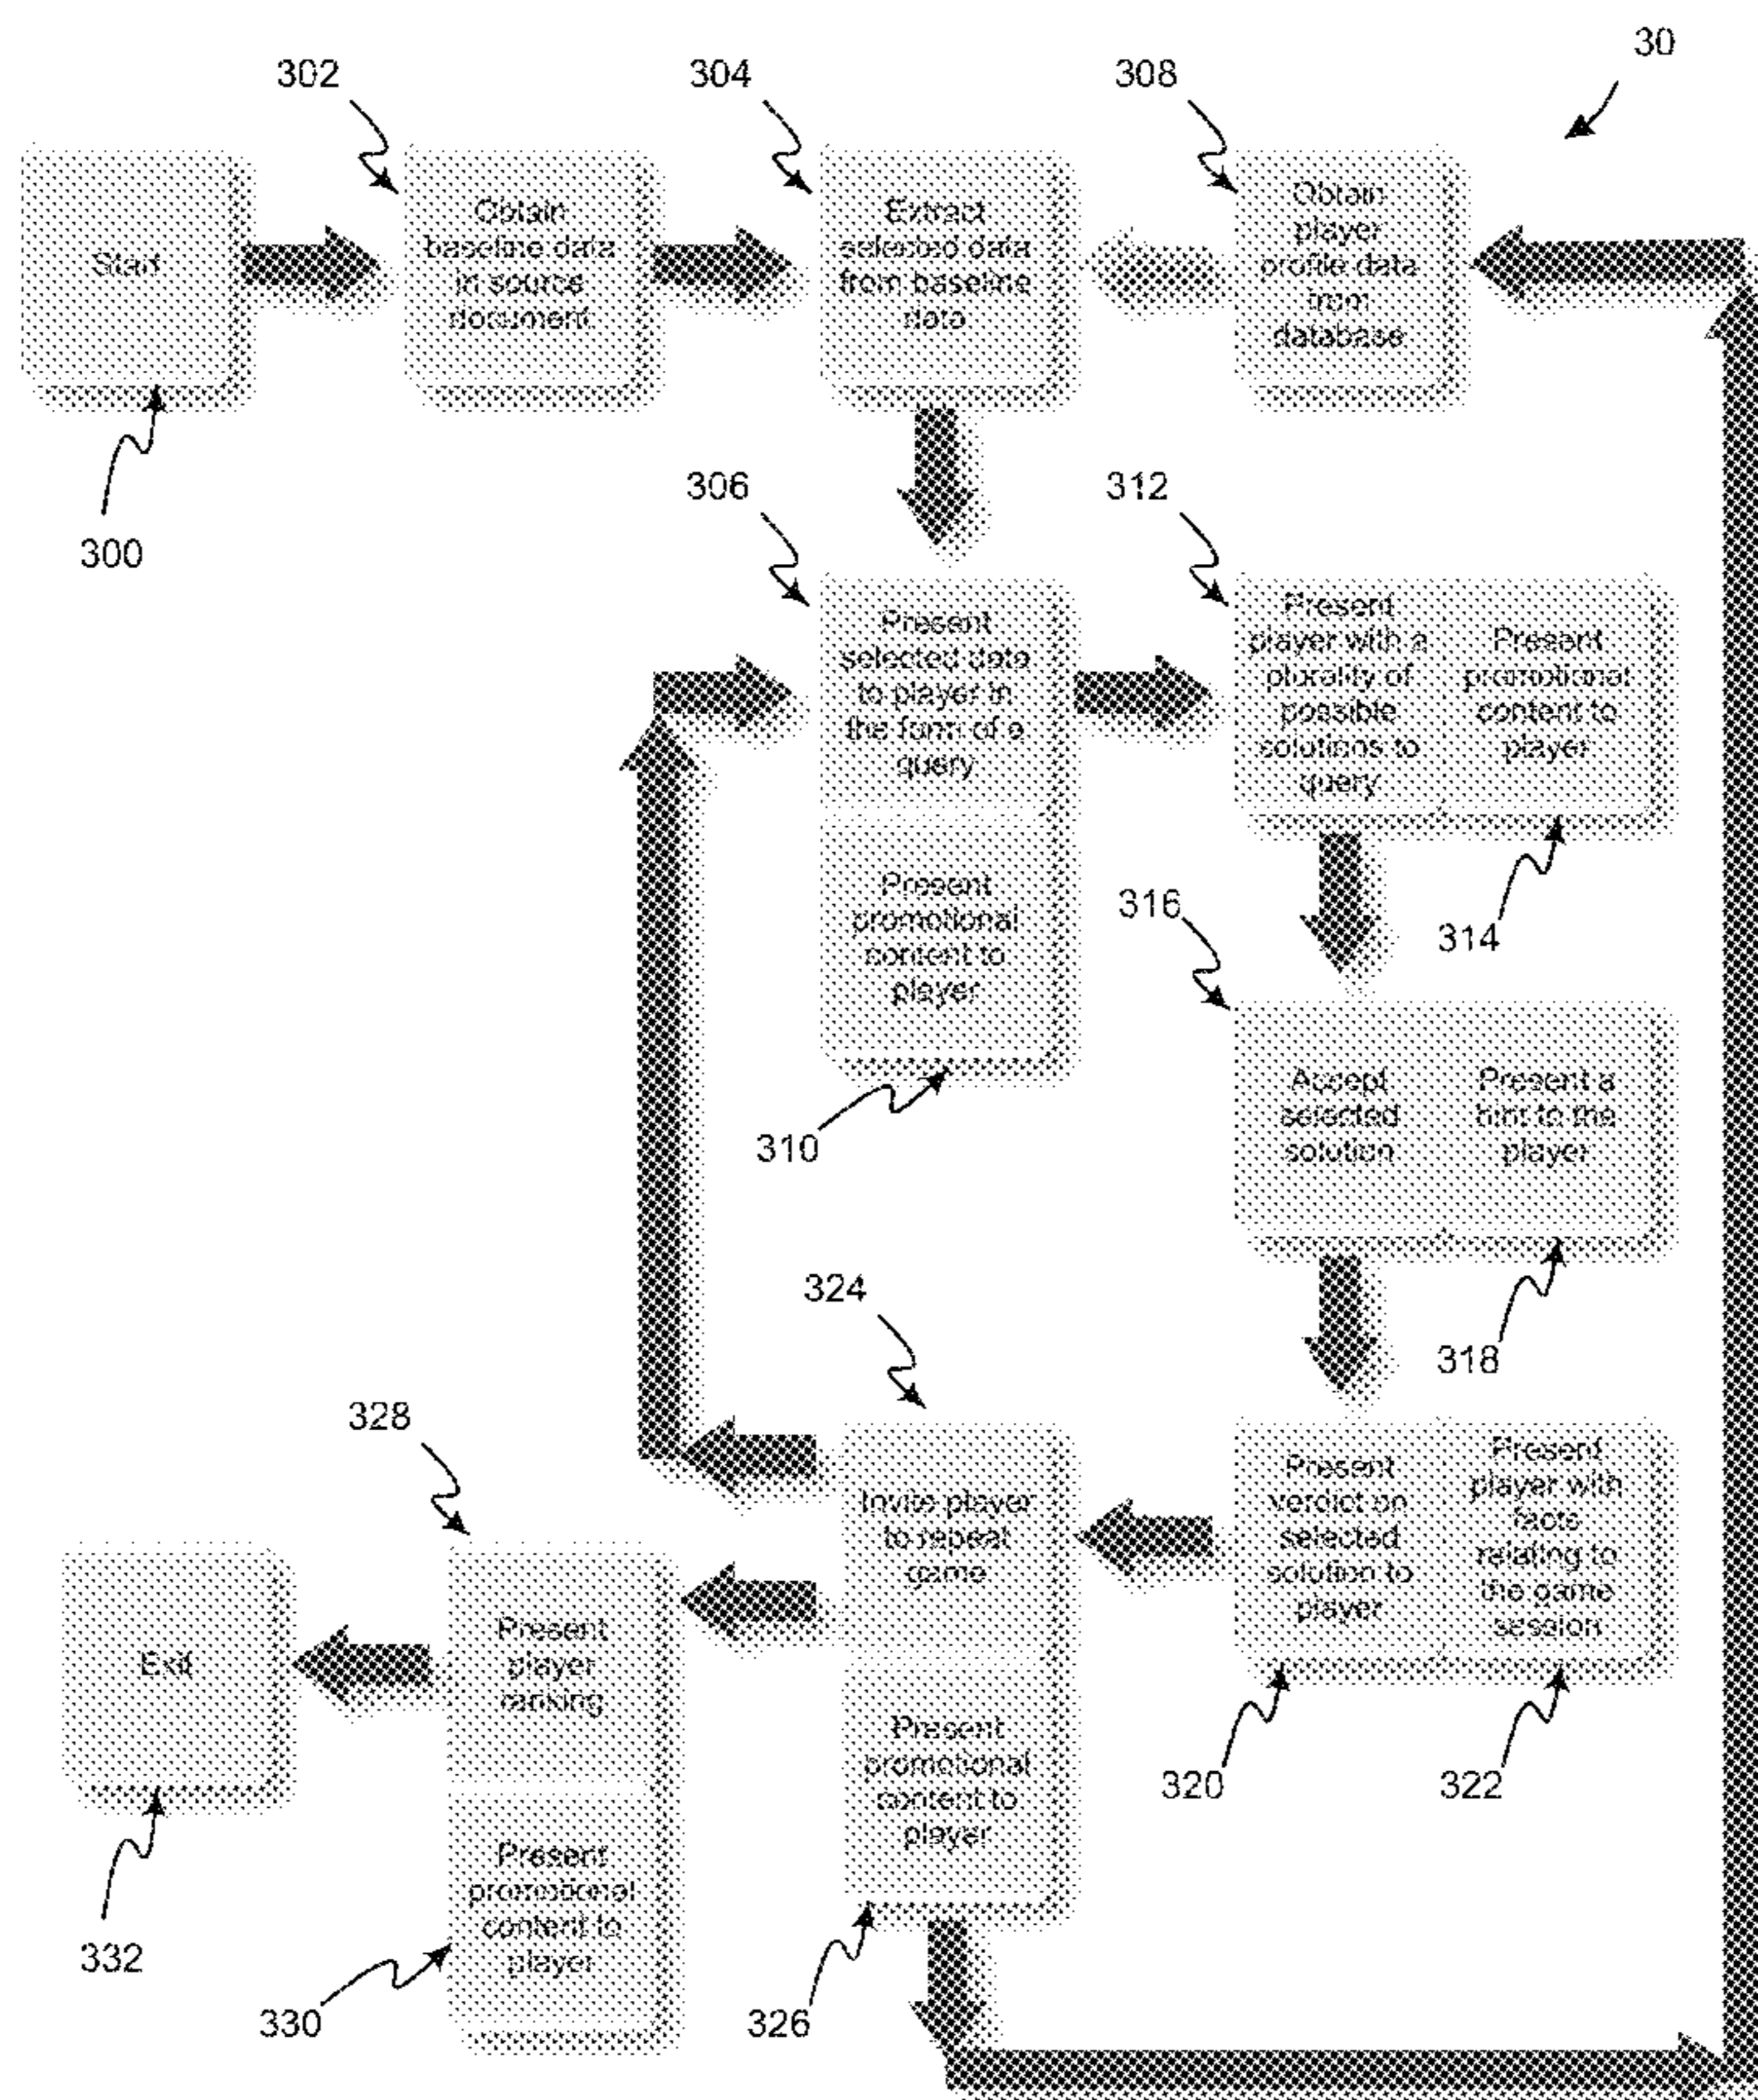 30
302
304
308
Start
Obtain
baseline data
in source
document
Extract
selected data
from baseline
data
Obtain
player
profile data
from
database
300
306
312
Present
selected data
to player in
the form of a
query
Present
player with a
plurality of
possible
solutions to
query
Present
promotional
content to
player
Present
promotional
content to
player
316
314
Accept
selected
solution
Present a
hint to the
player
310
324
318
328
Invite player
to repeat
game
Present
verdict on
selected
solution to
player
Present
player with
facts
relating to
the game
session
Exit
Present
player
ranking
Present
promotional
content to
player
320
322
Present
promotional
content to
player
332
330
326